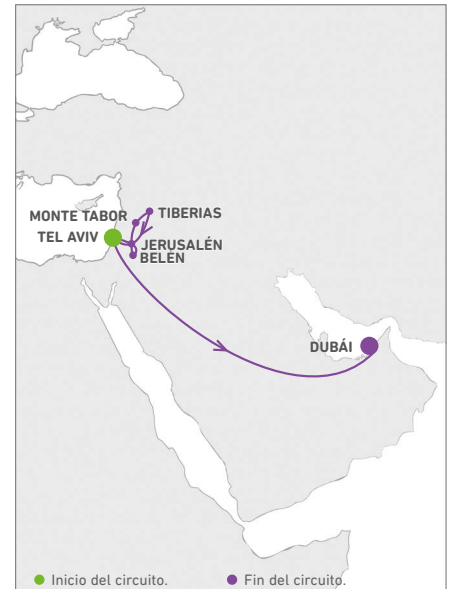 TIBERIAS
MONTE TABOR
TEL AVIV
JERUSALÉN
BELÉN
DUBÁI
Inicio del circuito.
Fin del circuito.